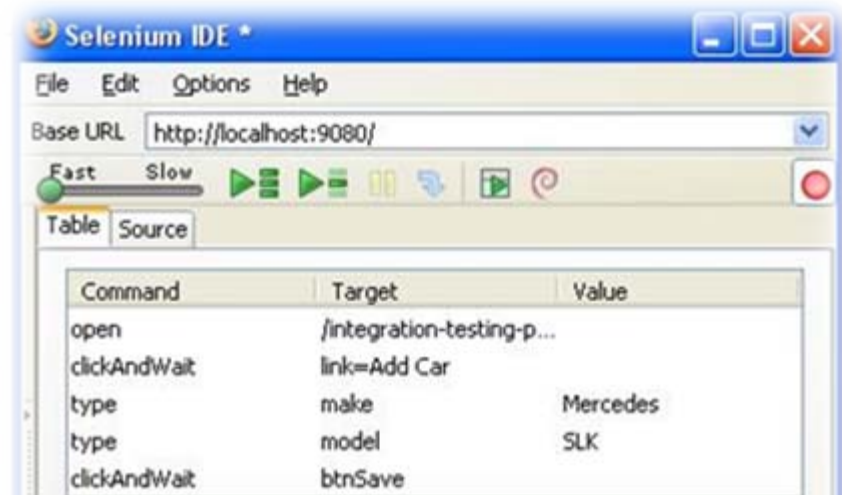 Selenium IDE *
File Edit Options Help
Base URL http://localhost:9080/
Fast Slow
Table Source
Command Target Value
open /integration-testing-p...
clickAndWait link=Add Car
type make Mercedes
type model SLK
clickAndWait btnSave